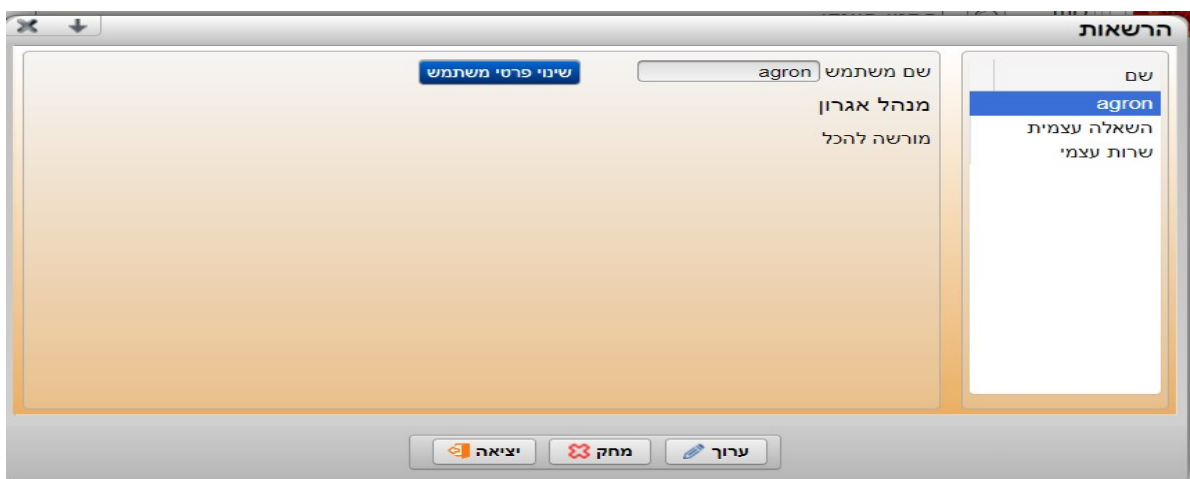 הרשאות
שם
agron
השאלה עצמית
שרות עצמי
שם משתמש agron שינוי פרטי משתמש
מנהל אגרון
מורשה להכל
ערוך מחק יציאה